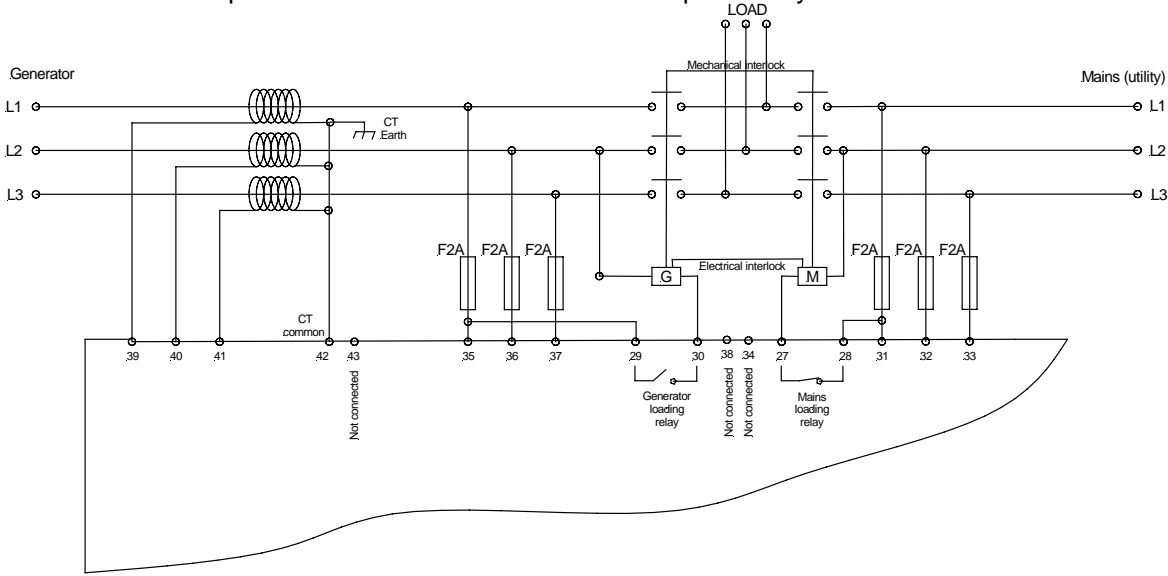 LOAD
Mechanical interlock
Generator
Mains (utility)
L1
L1
CT
Earth
L2
L2
L3
L3
F2A
F2A
F2A
F2A
F2A
F2A
Electrical interlock
G
M
CT
common
39
40
41
42
43
35
36
37
29
30
38
34
27
28
31
32
33
Not connected
Generator
loading
relay
Not connected
Not connected
Mains
loading
relay